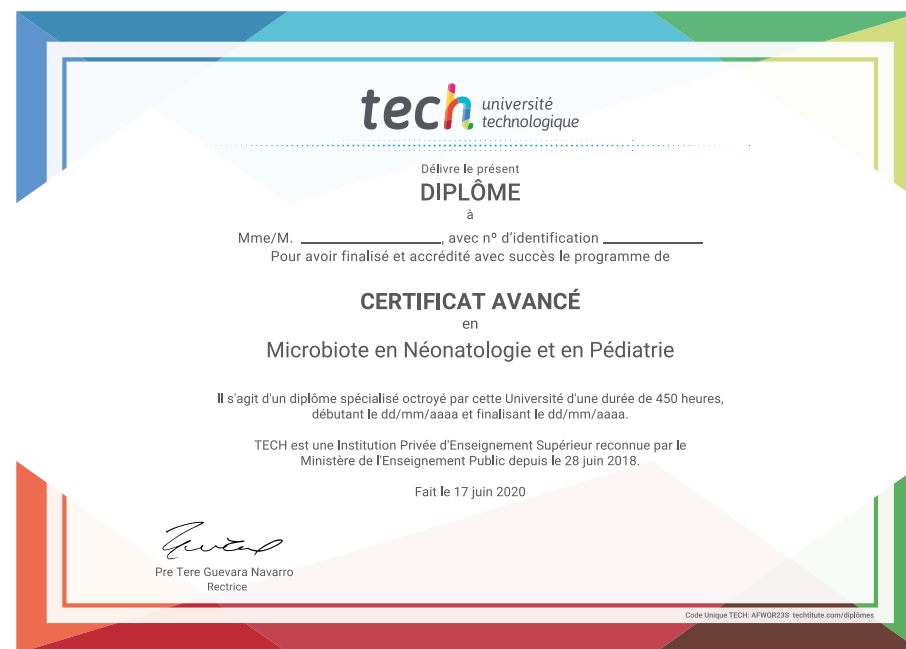 tech université
technologique
Délivre le présent
DIPLÔME
à
Mme/M. ____________________, avec nº d'identification ______________
Pour avoir finalisé et accrédité avec succès le programme de
CERTIFICAT AVANCÉ
en
Microbiote en Néonatologie et en Pédiatrie
Il s'agit d'un diplôme spécialisé octroyé par cette Université d'une durée de 450 heures,
débutant le dd/mm/aaaa et finalisant le dd/mm/aaaa.
TECH est une Institution Privée d'Enseignement Supérieur reconnue par le
Ministère de l'Enseignement Public depuis le 28 juin 2018.
Fait le 17 juin 2020
Pre Tere Guevara Navarro
Rectrice
Code Unique TECH: AFWOR23S techtitute.com/diplômes